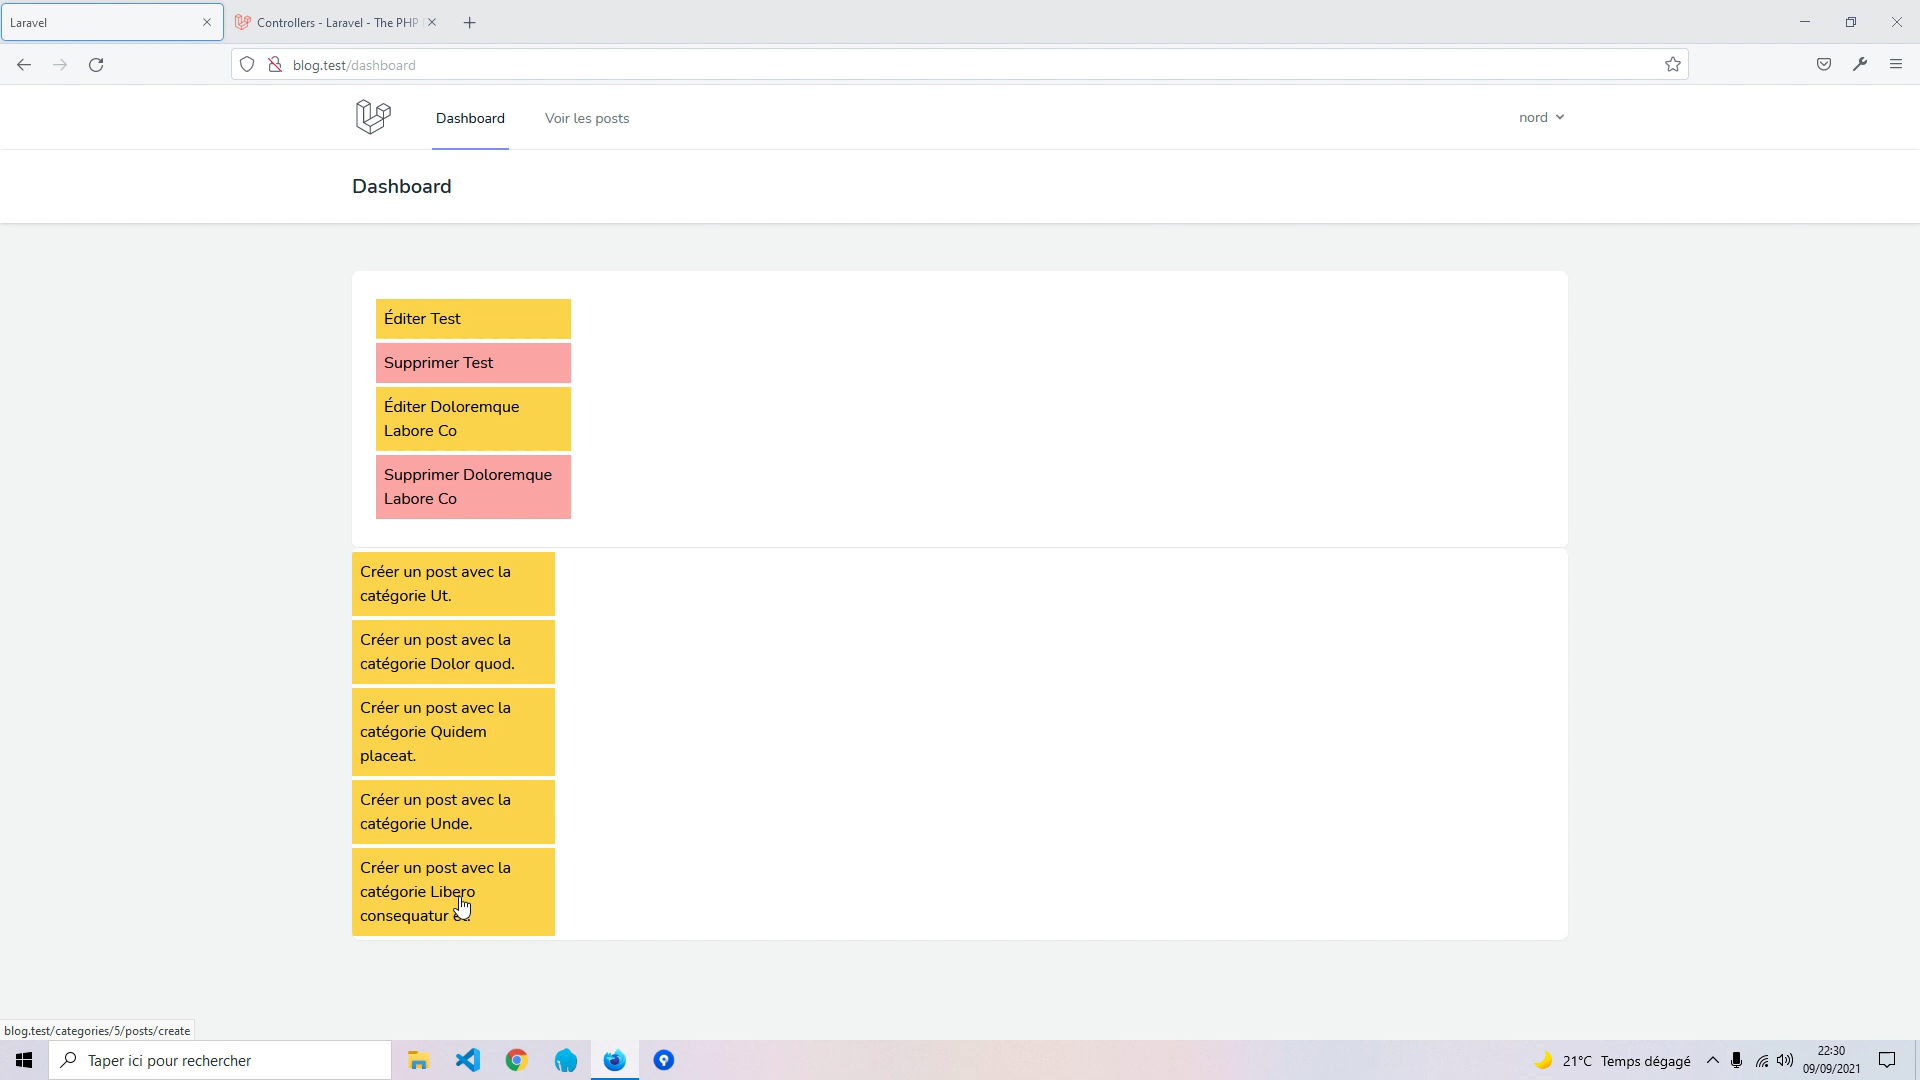 Laravel
Controllers - Laravel - The PHP
blog.test/dashboard
Dashboard
Voir les posts
nord
Dashboard
Éditer Test
Supprimer Test
Éditer Doloremque
Labore Co
Supprimer Doloremque
Labore Co
Créer un post avec la
catégorie Ut.
Créer un post avec la
catégorie Dolor quod.
Créer un post avec la
catégorie Quidem
placeat.
Créer un post avec la
catégorie Unde.
Créer un post avec la
catégorie Libero
consequatur
blog.test/categories/5/posts/create
Taper ici pour rechercher
21°C Temps dégagé
22:30
09/09/2021